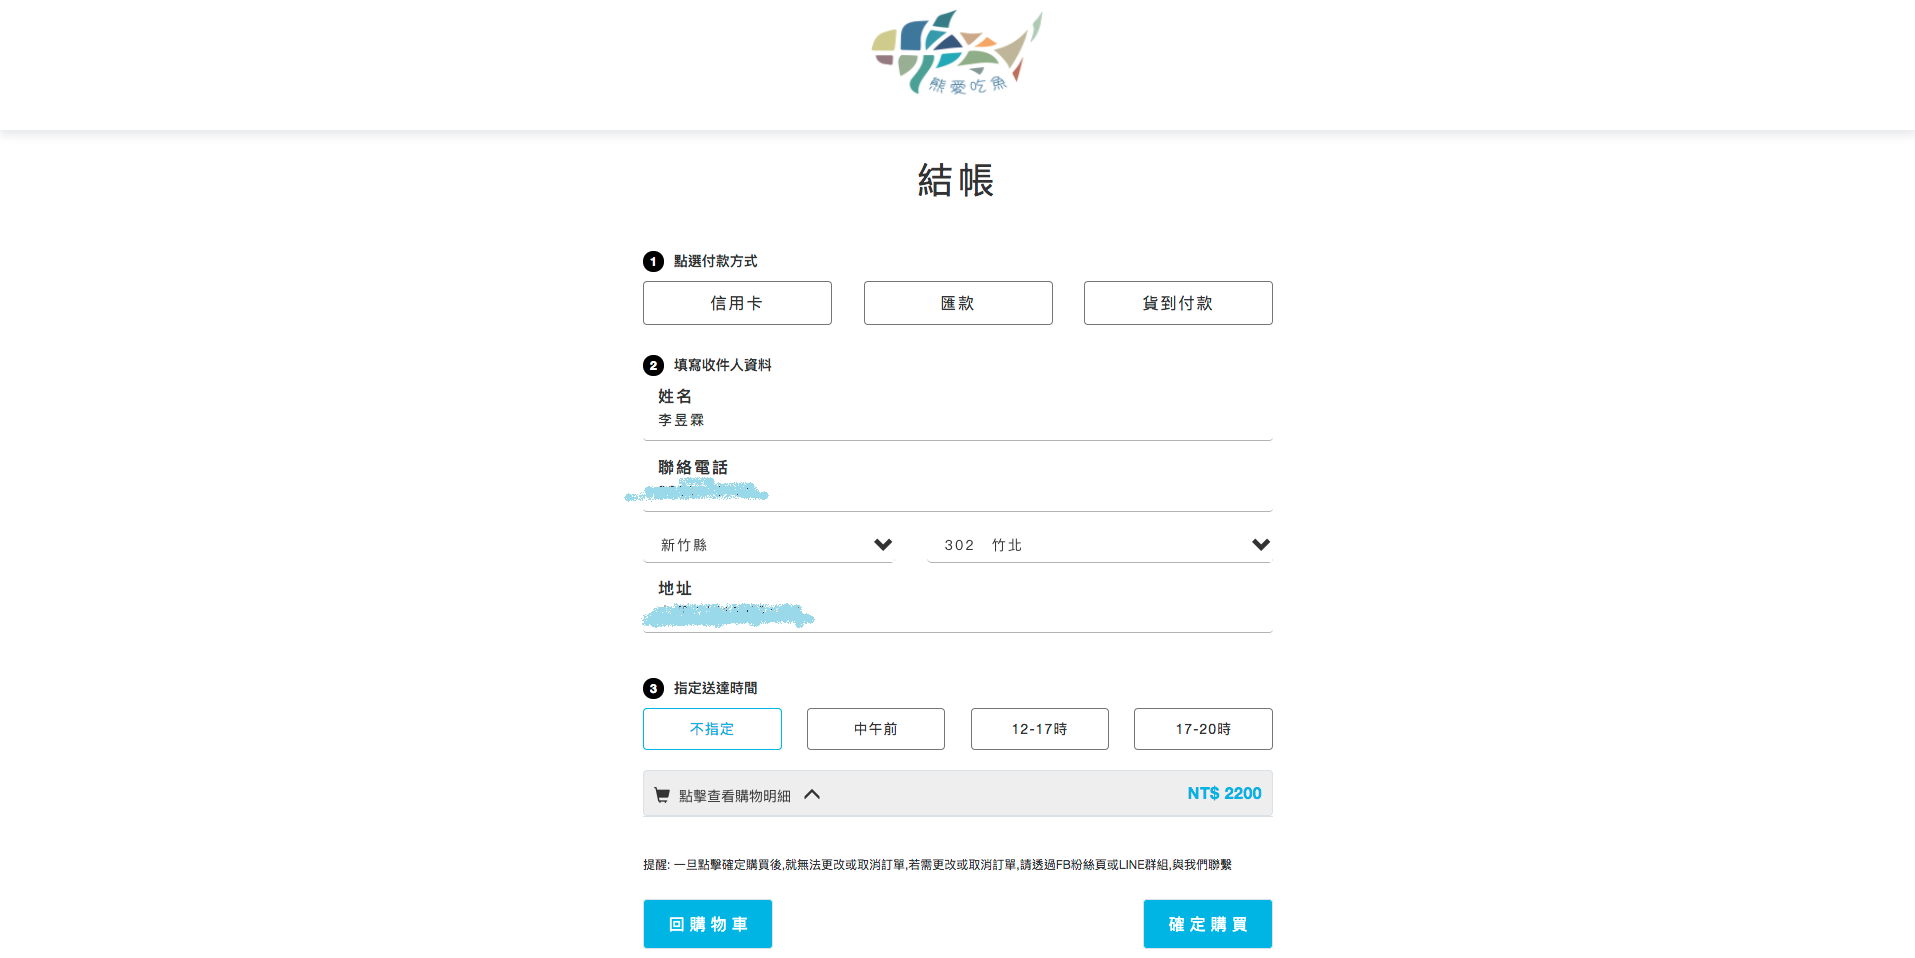 熊愛吃魚
結帳
1 點選付款方式
信用卡 匯款 貨到付款
2 填寫收件人資料
姓名
李昱霖
聯絡電話
新竹縣 302 竹北
地址
3 指定送達時間
不指定 中午前 12-17時 17-20時
點擊查看購物明細 NT$ 2200
提醒: 一旦點擊確定購買後,就無法更改或取消訂單,若需更改或取消訂單,請透過FB粉絲頁或LINE群組,與我們聯繫
回購物車 確定購買